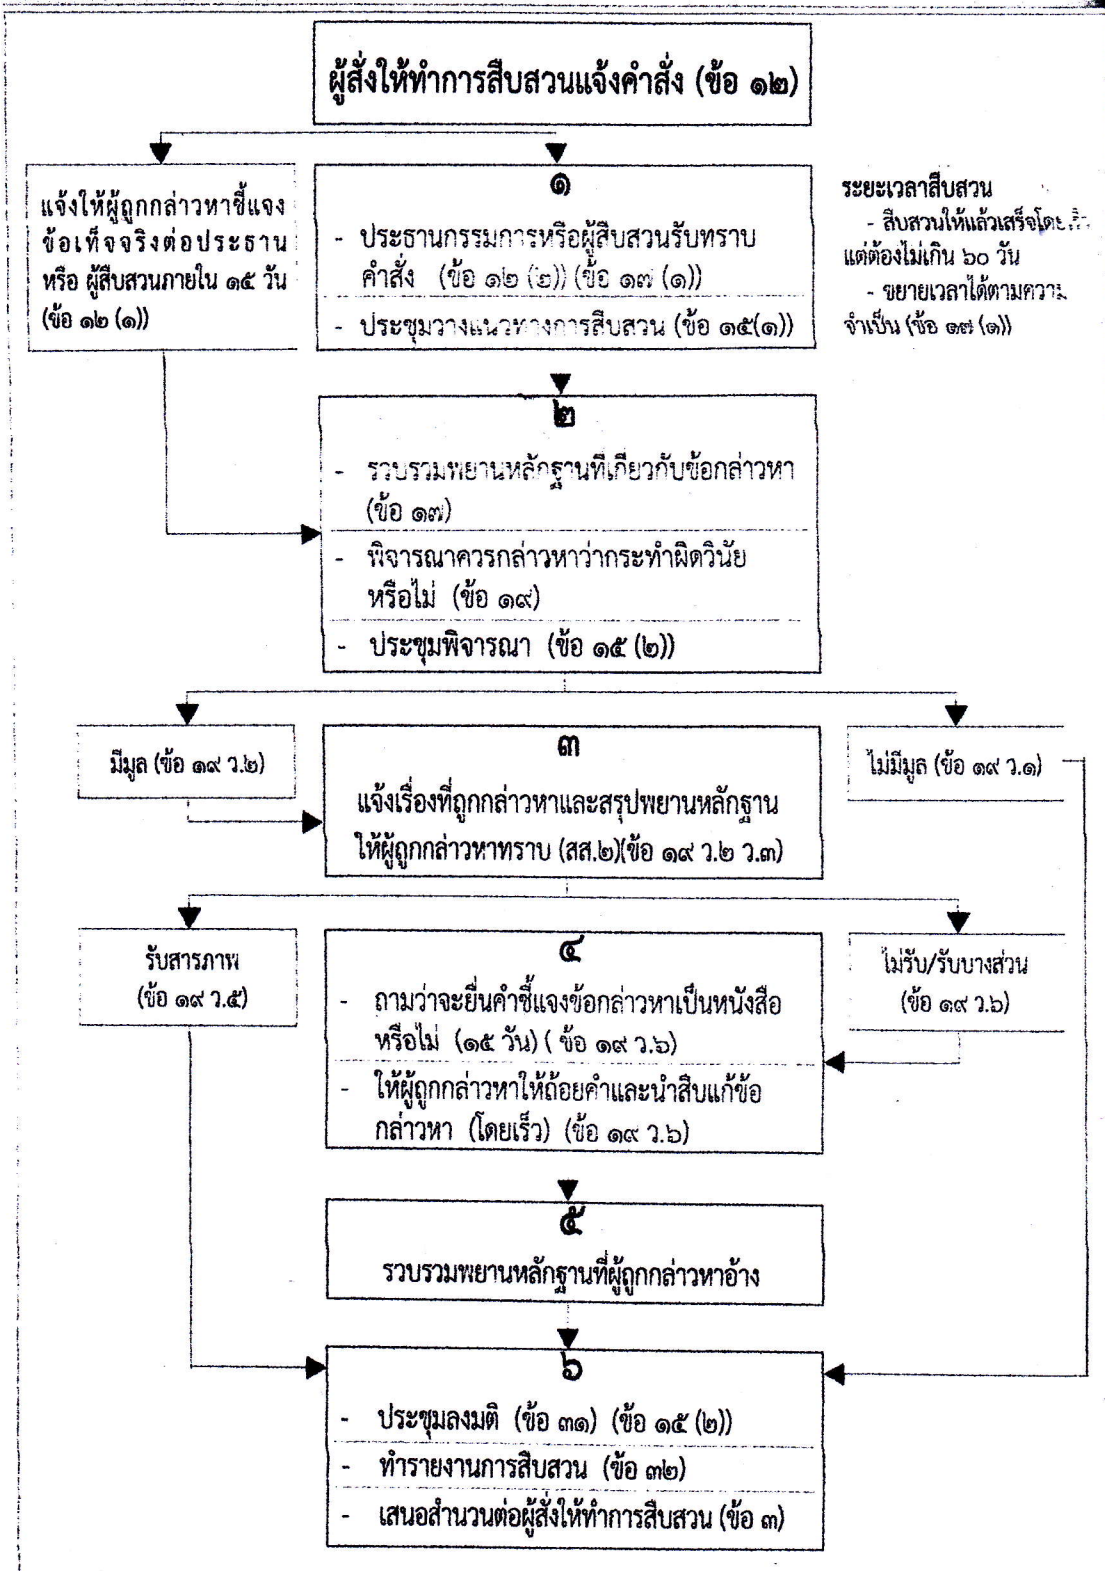 ผู้สั่งให้ทำการสืบสวนแจ้งคำสั่ง (ข้อ ๑๒)
แจ้งให้ผู้ถูกกล่าวหาชี้แจง
ข้อเท็จจริงต่อประธาน
หรือ ผู้สืบสวนภายใน ๑๕ วัน
(ข้อ ๑๒ (๑))
๑
- ประธานกรรมการหรือผู้สืบสวนรับทราบ
คำสั่ง (ข้อ ๑๒ (๒)) (ข้อ ๑๗ (๑))
- ประชุมวางแนวทางการสืบสวน (ข้อ ๑๕(๑))
ระยะเวลาสืบสวน
- สืบสวนให้แล้วเสร็จโดยเร็ว
แต่ต้องไม่เกิน ๖๐ วัน
- ขยายเวลาได้ตามความ
จำเป็น (ข้อ ๑๗ (๑))
๒
- รวบรวมพยานหลักฐานที่เกี่ยวกับข้อกล่าวหา
(ข้อ ๑๗)
- พิจารณาควรกล่าวหาว่ากระทำผิดวินัย
หรือไม่ (ข้อ ๑๙)
- ประชุมพิจารณา (ข้อ ๑๕ (๒))
มีมูล (ข้อ ๑๙ ว.๒)
๓
แจ้งเรื่องที่ถูกกล่าวหาและสรุปพยานหลักฐาน
ให้ผู้ถูกกล่าวหาทราบ (สส.๒)(ข้อ ๑๙ ว.๒ ว.๓)
ไม่มีมูล (ข้อ ๑๙ ว.๑)
รับสารภาพ
(ข้อ ๑๙ ว.๕)
๔
- ถามว่าจะยื่นคำชี้แจงข้อกล่าวหาเป็นหนังสือ
หรือไม่ (๑๕ วัน) ( ข้อ ๑๙ ว.๖)
- ให้ผู้ถูกกล่าวหาให้ถ้อยคำและนำสืบแก้ข้อ
กล่าวหา (โดยเร็ว) (ข้อ ๑๙ ว.๖)
ไม่รับ/รับบางส่วน
(ข้อ ๑๙ ว.๖)
๕
รวบรวมพยานหลักฐานที่ผู้ถูกกล่าวหาอ้าง
๖
- ประชุมลงมติ (ข้อ ๓๑) (ข้อ ๑๕ (๒))
- ทำรายงานการสืบสวน (ข้อ ๓๒)
- เสนอสำนวนต่อผู้สั่งให้ทำการสืบสวน (ข้อ ๓)